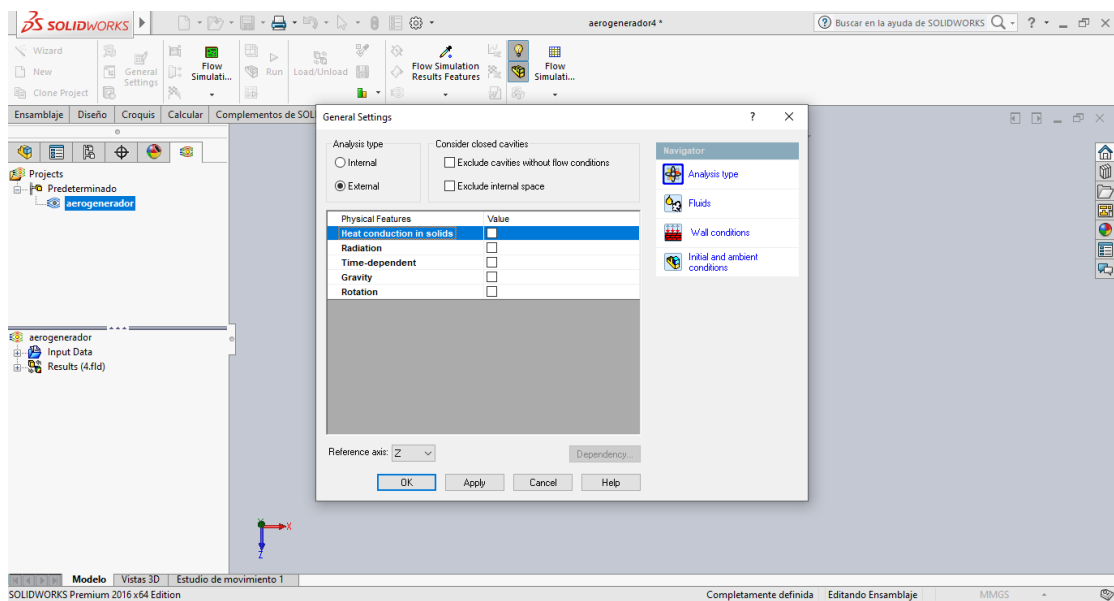 SOLIDWORKS
aerogenerador4 *
Buscar en la ayuda de SOLIDWORKS
?
Wizard
New
Clone Project
General Settings
Flow Simulati...
Run
Load/Unload
Flow Simulation Results Features
Flow Simulati...
Ensamblaje
Diseño
Croquis
Calcular
Complementos de SOL
Projects
Predeterminado
aerogenerador
aerogenerador
Input Data
Results (4.fld)
General Settings
?
Analysis type
Internal
External
Consider closed cavities
Exclude cavities without flow conditions
Exclude internal space
Physical Features
Value
Heat conduction in solids
Radiation
Time-dependent
Gravity
Rotation
Reference axis:
Z
Dependency...
OK
Apply
Cancel
Help
Navigator
Analysis type
Fluids
Wall conditions
Initial and ambient
conditions
X
Z
Modelo
Vistas 3D
Estudio de movimiento 1
SOLIDWORKS Premium 2016 x64 Edition
Completamente definida
Editando Ensamblaje
MMGS